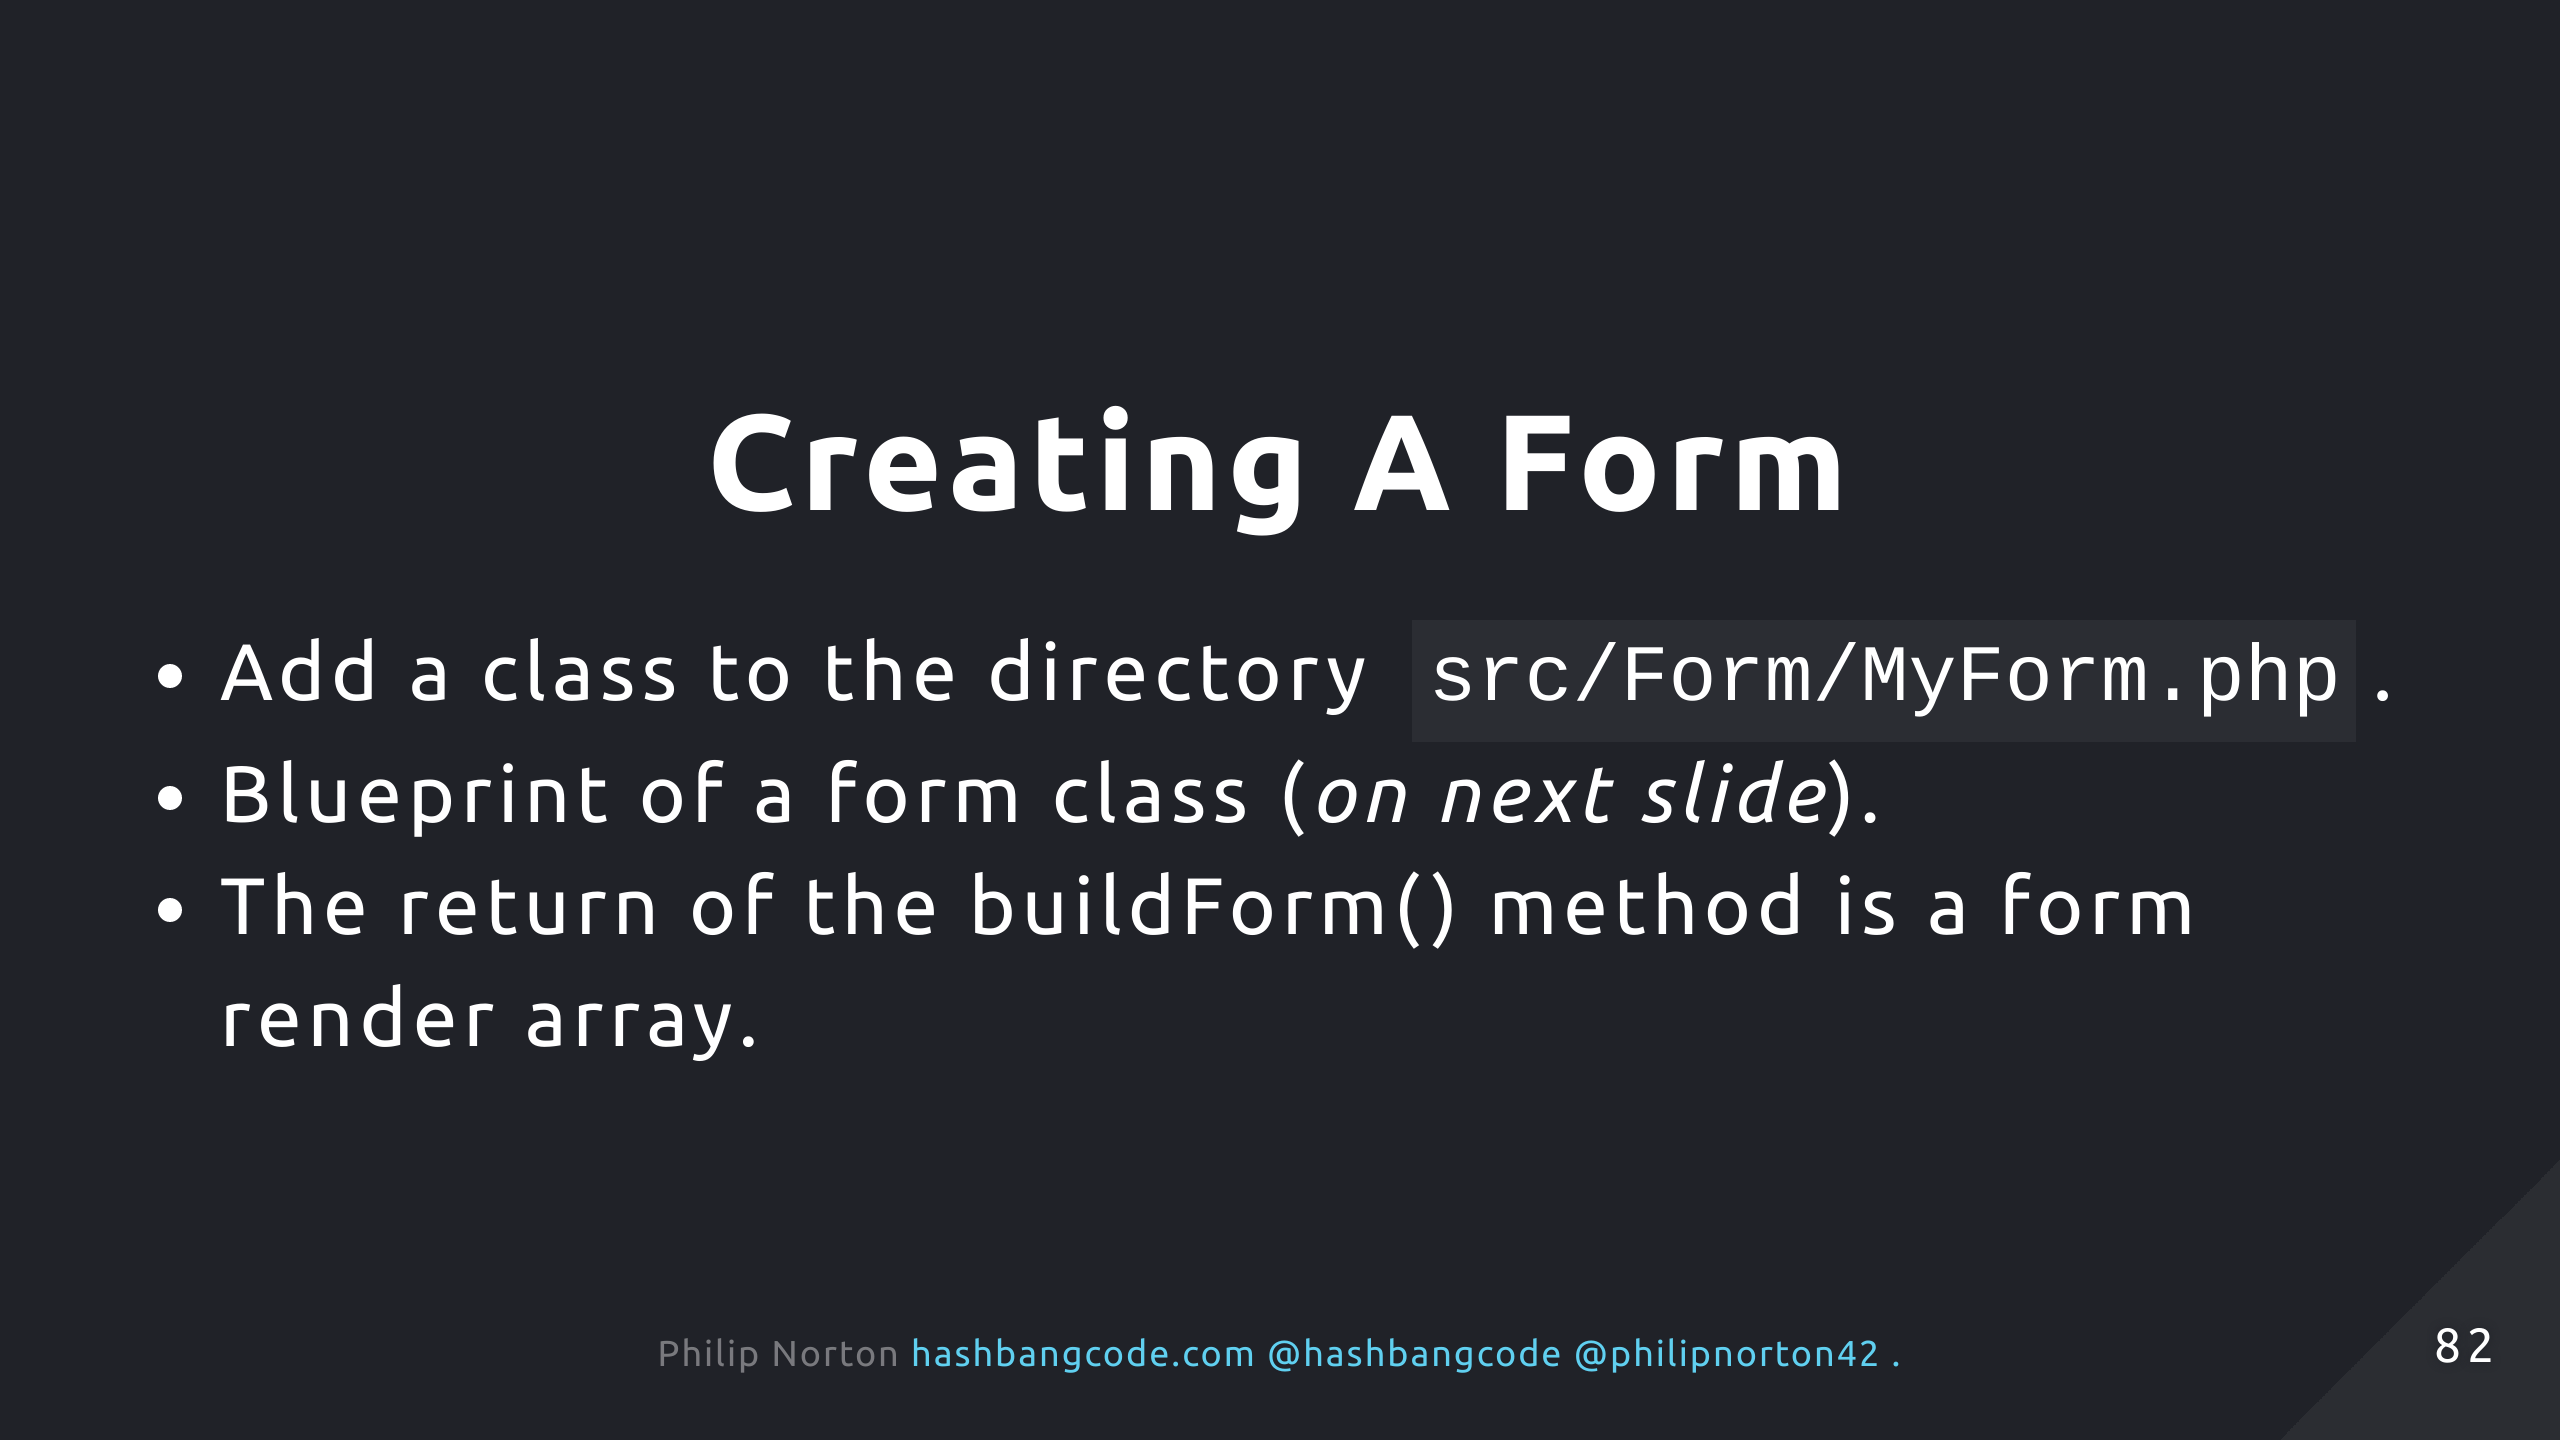 Creating A Form
• Add a class to the directory src/Form/MyForm.php .
• Blueprint of a form class (on next slide).
• The return of the buildForm() method is a form
render array.
Philip Norton hashbangcode.com @hashbangcode @philipnorton42 .
82